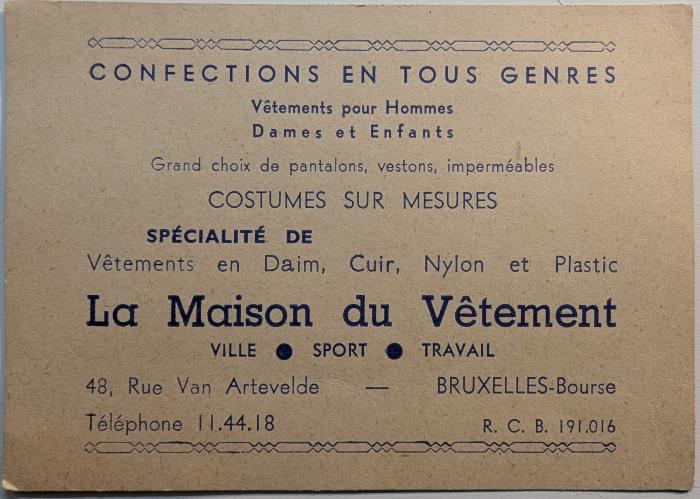 CONFECTIONS EN TOUS GENRES
Vêtements pour Hommes
Dames et Enfants
Grand choix de pantalons, vestons, imperméables
COSTUMES SUR MESURES
SPÉCIALITÉ DE
Vêtements en Daim, Cuir, Nylon et Plastic
La Maison du Vêtement
VILLE ● SPORT ● TRAVAIL
48, Rue Van Artevelde — BRUXELLES-Bourse
Téléphone 11.44.18 R. C. B. 191.016